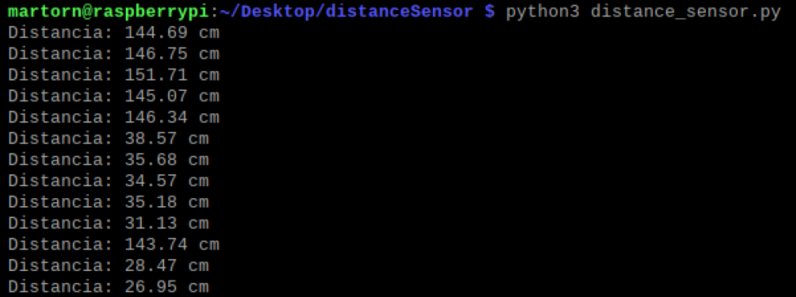 martorn@raspberrypi:~/Desktop/distanceSensor $ python3 distance_sensor.py
Distancia: 144.69 cm
Distancia: 146.75 cm
Distancia: 151.71 cm
Distancia: 145.07 cm
Distancia: 146.34 cm
Distancia: 38.57 cm
Distancia: 35.68 cm
Distancia: 34.57 cm
Distancia: 35.18 cm
Distancia: 31.13 cm
Distancia: 143.74 cm
Distancia: 28.47 cm
Distancia: 26.95 cm